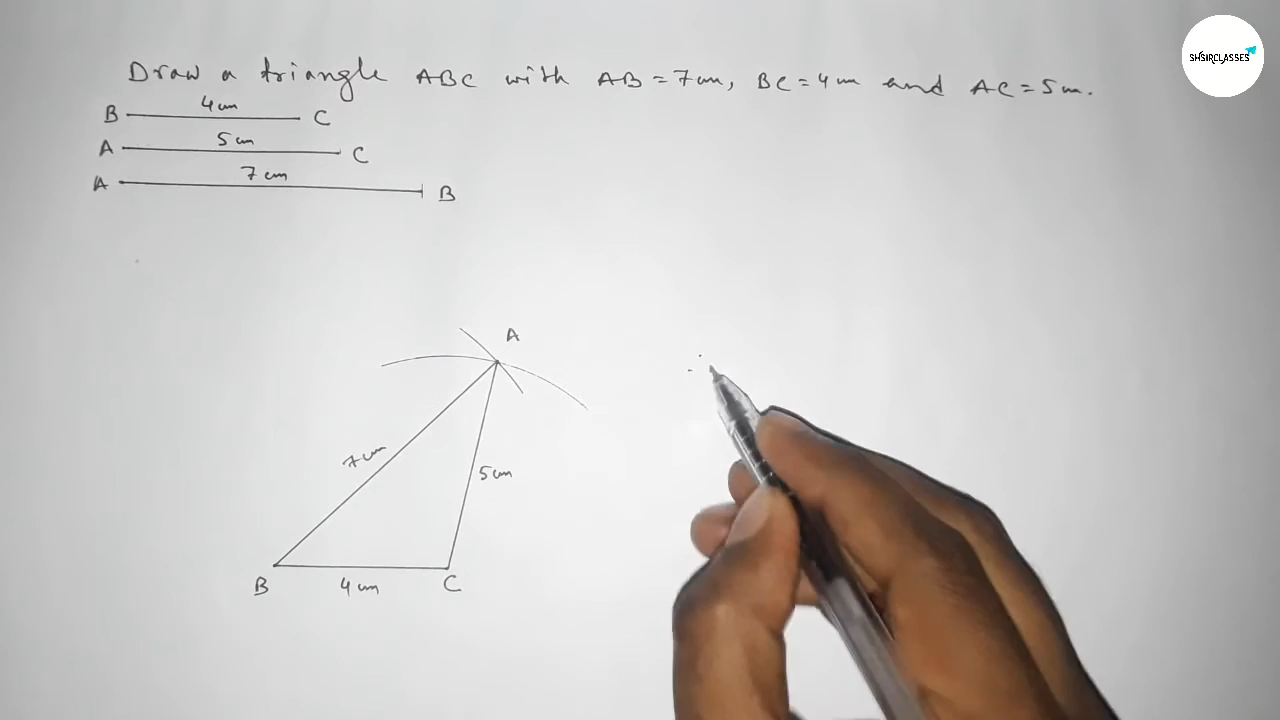 SHSIRCLASSES
Draw a triangle ABC with AB = 7cm, BC = 4cm and AC = 5cm.
B 4cm C
A 5cm C
A 7cm B
A
7cm
5cm
B 4cm C